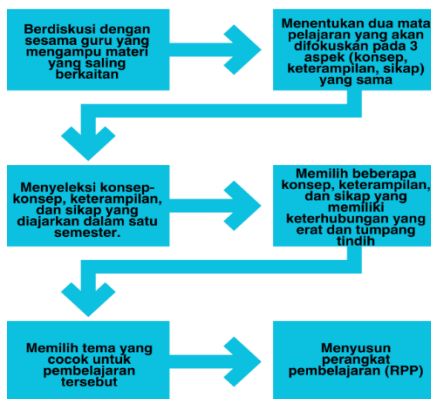 Berdiskusi dengan
sesama guru yang
mengampu materi
yang saling
berkaitan
Menentukan dua mata
pelajaran yang akan
difokuskan pada 3
aspek (konsep,
keterampilan, sikap)
yang sama
Menyeleksi konsep-
konsep, keterampilan,
dan sikap yang
diajarkan dalam satu
semester.
Memilih beberapa
konsep, keterampilan,
dan sikap yang
memiliki
keterhubungan yang
erat dan tumpang
tindih
Memilih tema yang
cocok untuk
pembelajaran
tersebut
Menyusun
perangkat
pembelajaran (RPP)